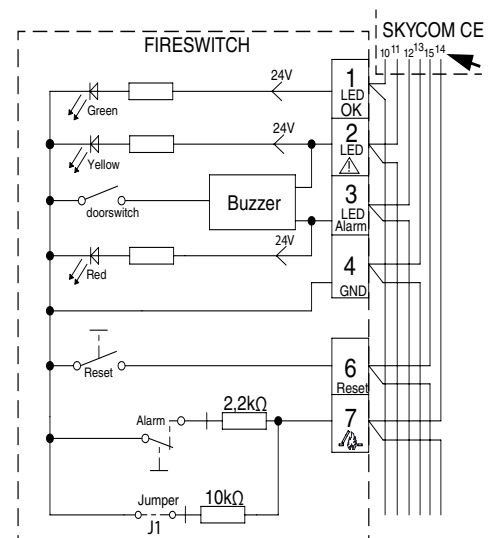 SKYCOM CE
FIRESWITCH
10 11 12 13 15 14
24V
1
LED
OK
Green
24V
2
LED
Yellow
Buzzer
doorswitch
3
LED
Alarm
24V
Red
4
GND
6
Reset
Reset
2,2kΩ
Alarm
7
Jumper
10kΩ
J1